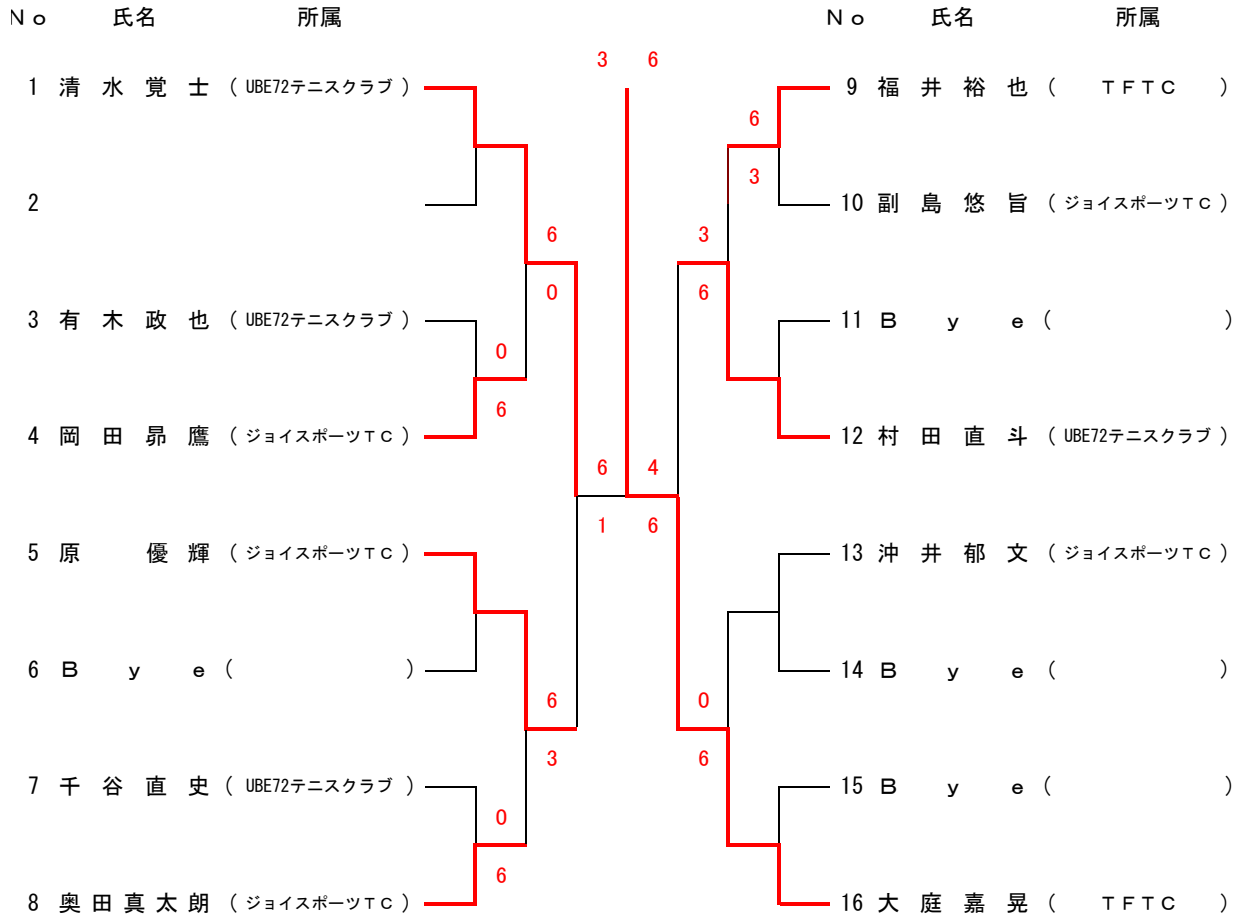 No 氏名 所属 No 氏名 所属
3 6
1 清水覚士 (UBE72テニスクラブ) 9 福井裕也 (TFTC)
6
3
2 10 副島悠旨 (ジョイスポーツTC)
6 3
0 6
3 有木政也 (UBE72テニスクラブ) 11 Bye ( )
0
6
4 岡田昴鷹 (ジョイスポーツTC) 12 村田直斗 (UBE72テニスクラブ)
6 4
1 6
5 原 優輝 (ジョイスポーツTC) 13 沖井郁文 (ジョイスポーツTC)
6 Bye ( ) 14 Bye ( )
6 0
3 6
7 千谷直史 (UBE72テニスクラブ) 15 Bye ( )
0
6
8 奥田真太朗 (ジョイスポーツTC) 16 大庭嘉晃 (TFTC)